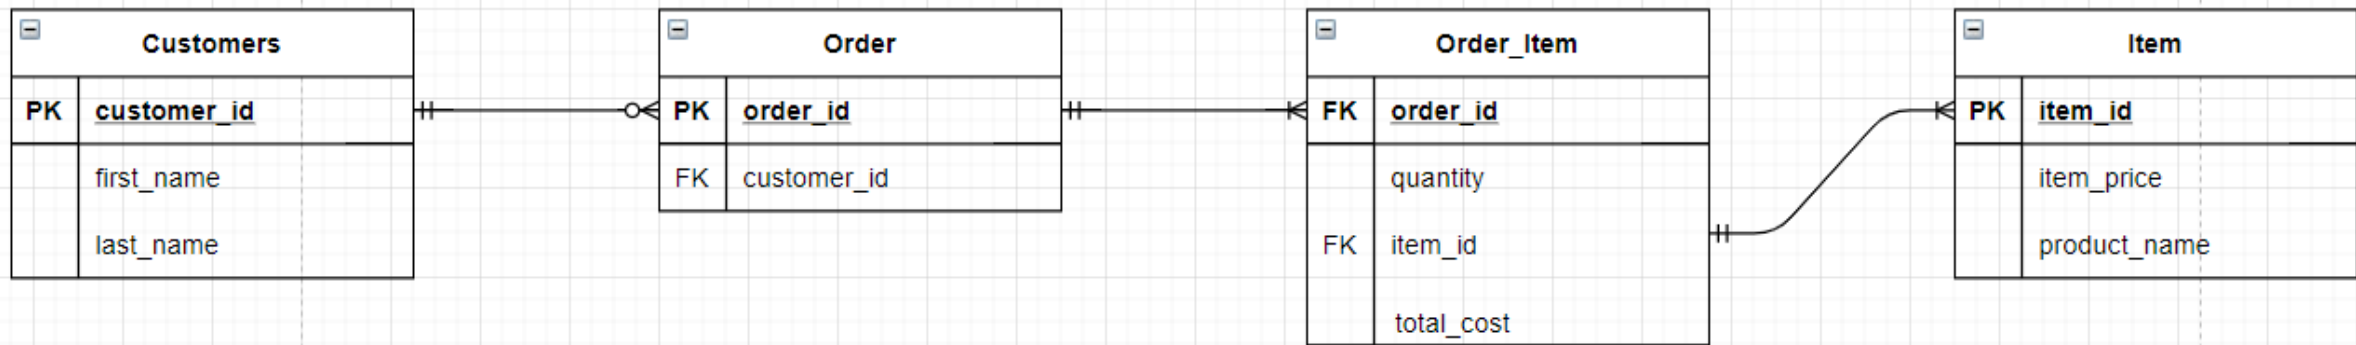 Customers
PK customer_id
first_name
last_name
Order
PK order_id
FK customer_id
Order_Item
FK order_id
quantity
FK item_id
total_cost
Item
PK item_id
item_price
product_name